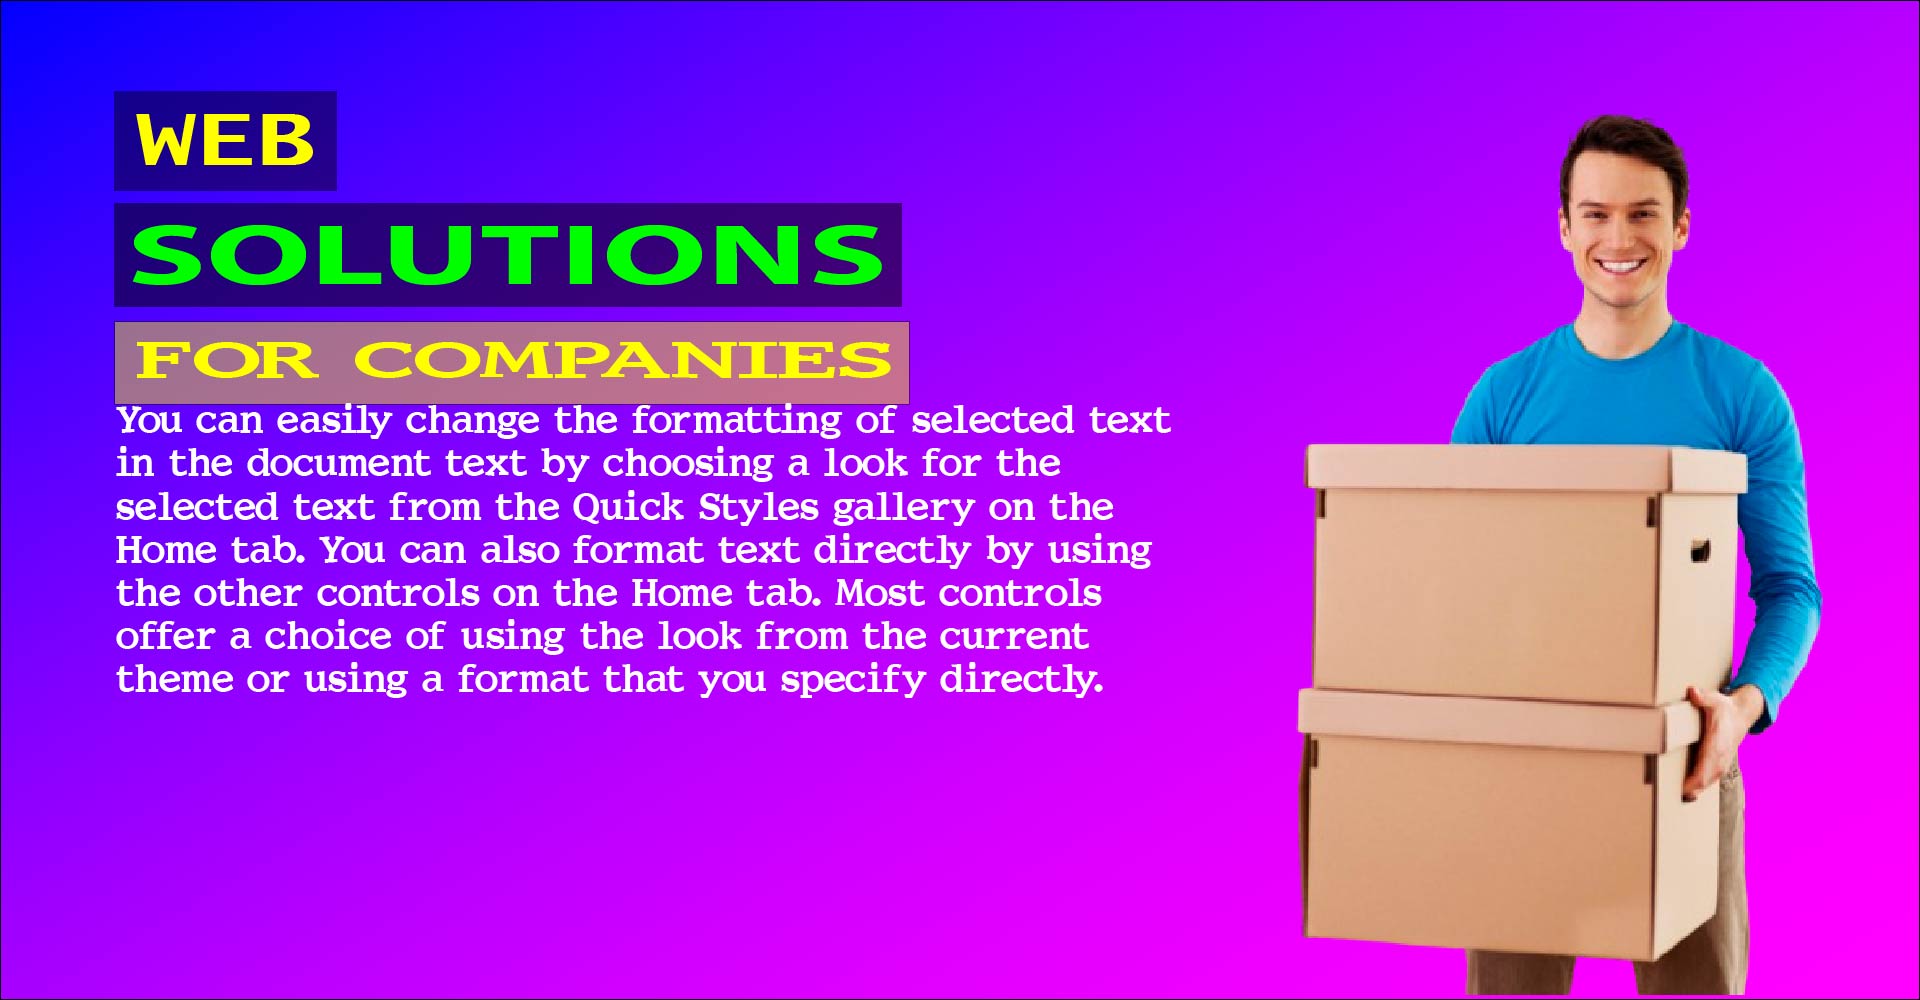 WEB
SOLUTIONS
FOR COMPANIES
You can easily change the formatting of selected text
in the document text by choosing a look for the
selected text from the Quick Styles gallery on the
Home tab. You can also format text directly by using
the other controls on the Home tab. Most controls
offer a choice of using the look from the current
theme or using a format that you specify directly.